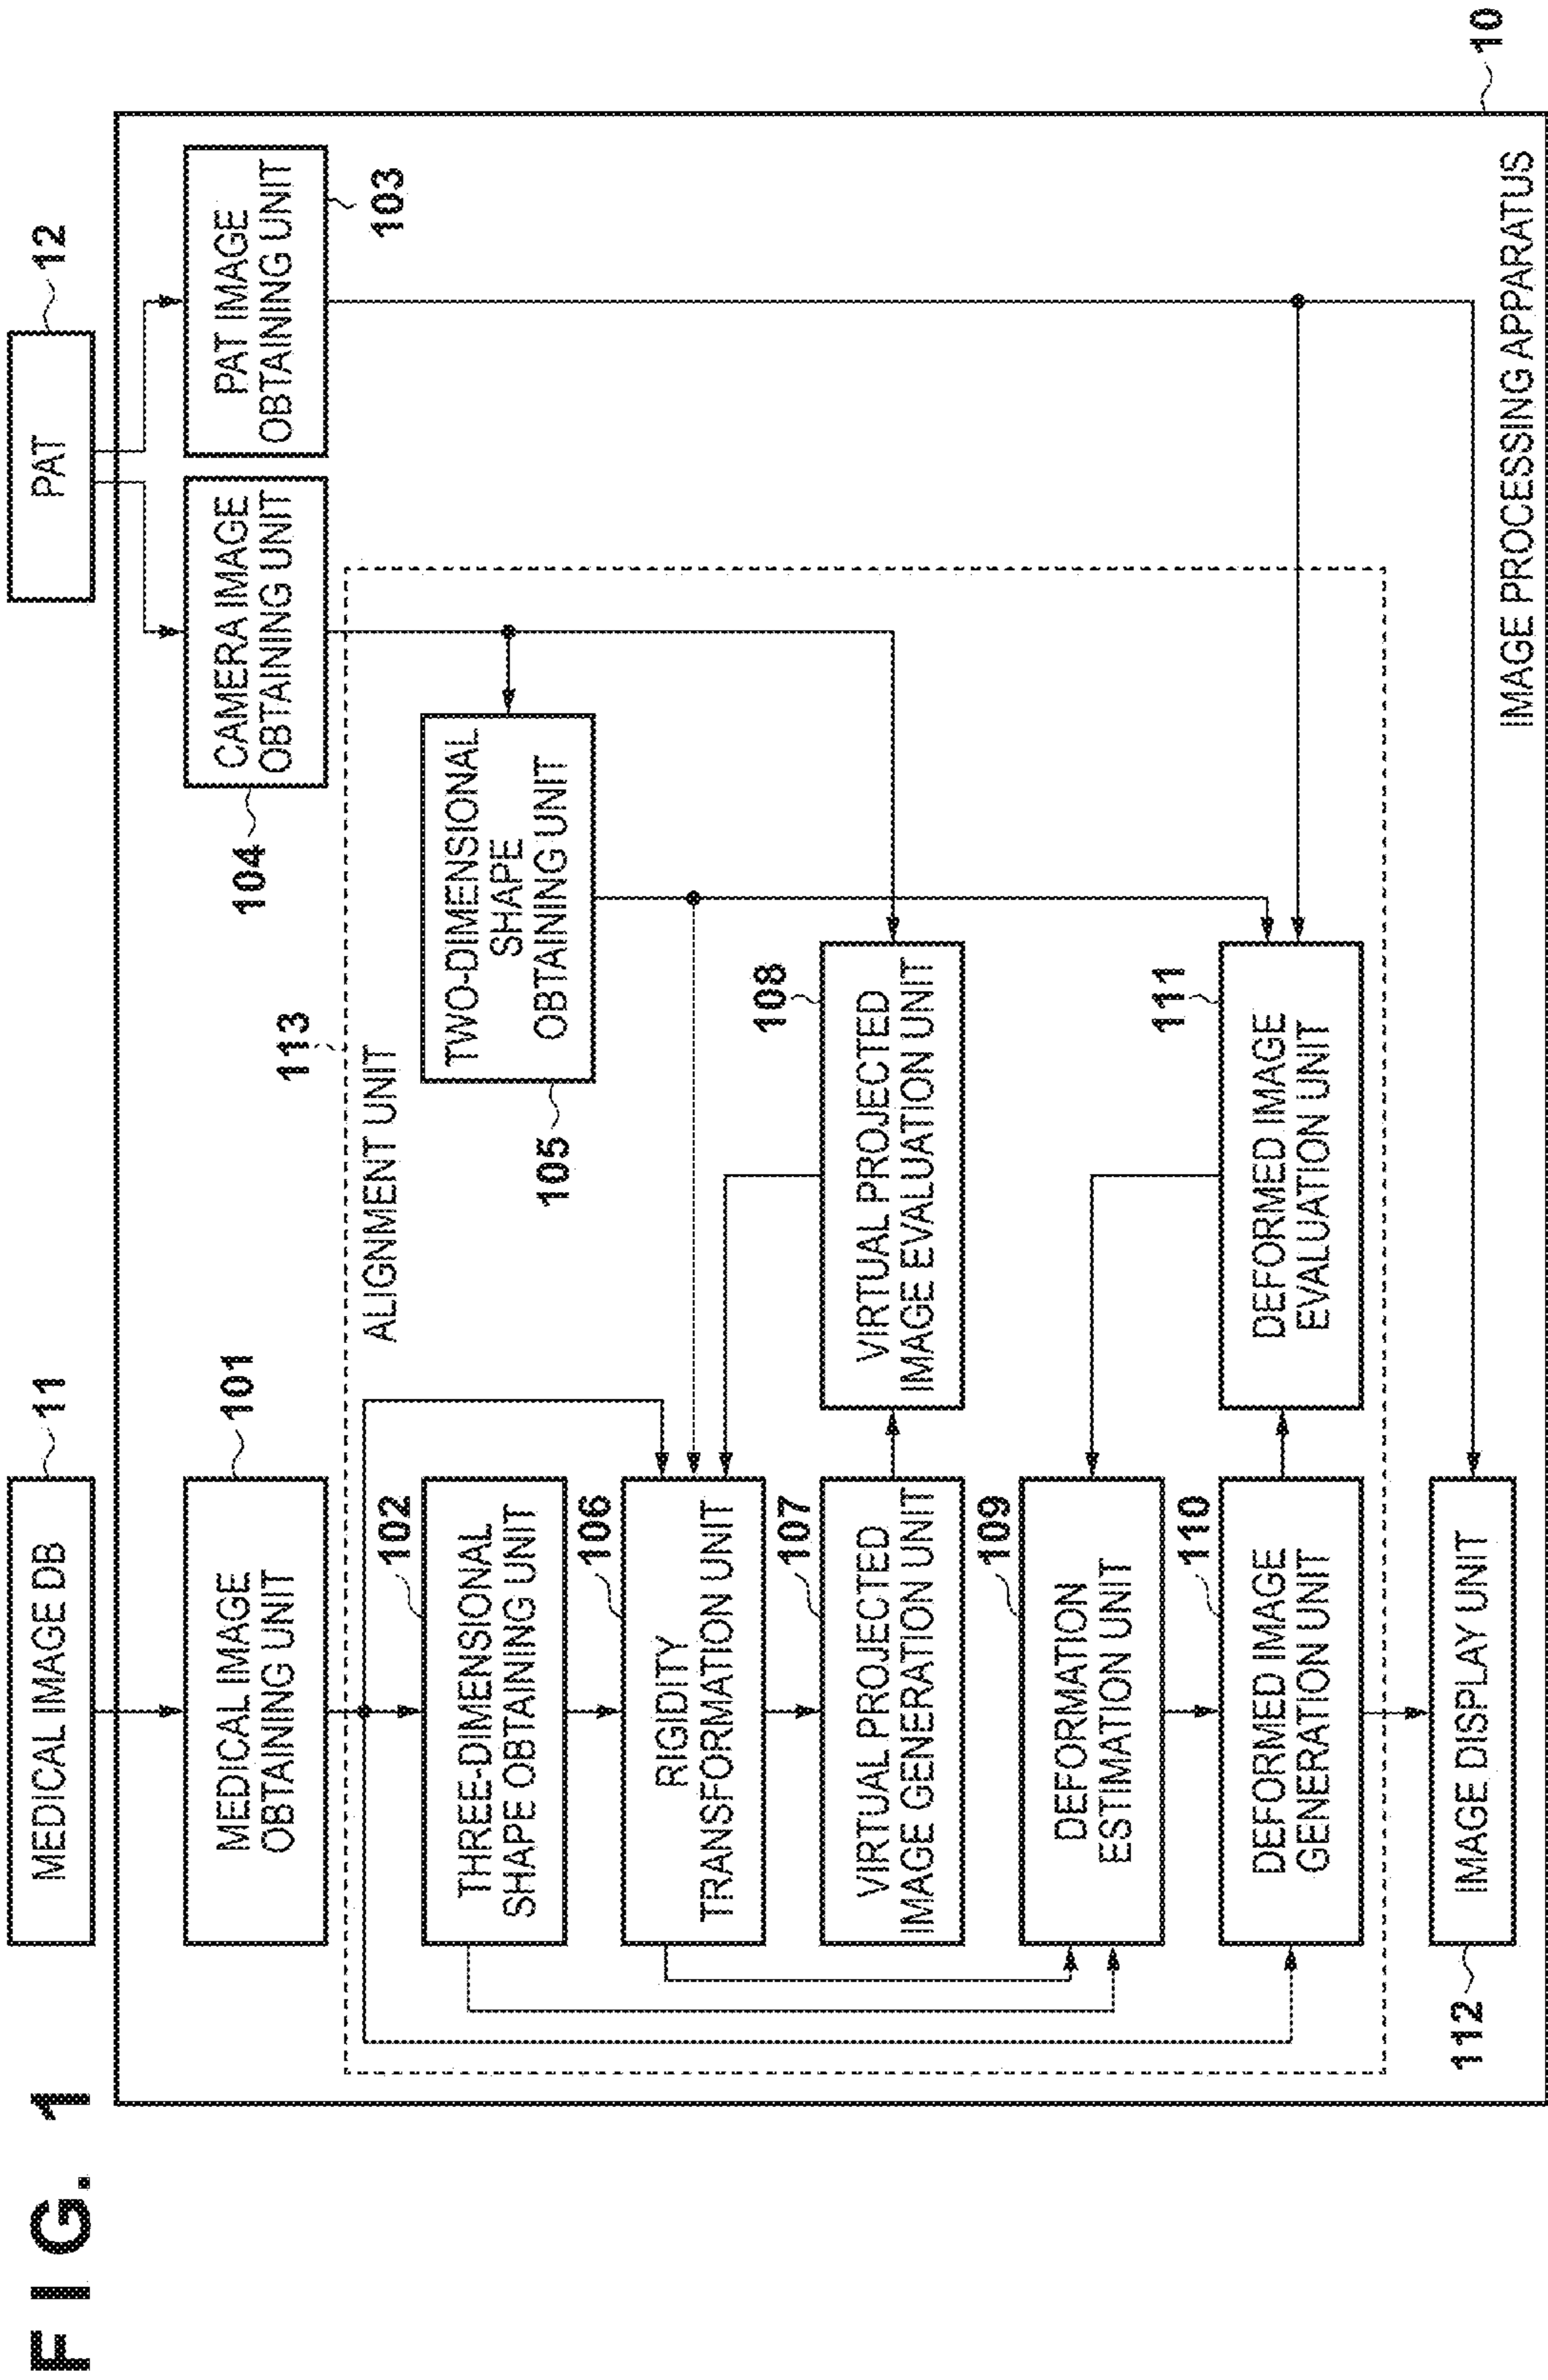 FIG. 1
MEDICAL IMAGE DB
11
PAT
12
MEDICAL IMAGE
OBTAINING UNIT
101
CAMERA IMAGE
OBTAINING UNIT
104
PAT IMAGE
OBTAINING UNIT
103
113
ALIGNMENT UNIT
102
THREE-DIMENSIONAL
SHAPE OBTAINING UNIT
105
TWO-DIMENSIONAL
SHAPE
OBTAINING UNIT
106
RIGIDITY
TRANSFORMATION UNIT
107
VIRTUAL PROJECTED
IMAGE GENERATION UNIT
108
VIRTUAL PROJECTED
IMAGE EVALUATION UNIT
109
DEFORMATION
ESTIMATION UNIT
110
DEFORMED IMAGE
GENERATION UNIT
111
DEFORMED IMAGE
EVALUATION UNIT
112
IMAGE DISPLAY UNIT
IMAGE PROCESSING APPARATUS
10